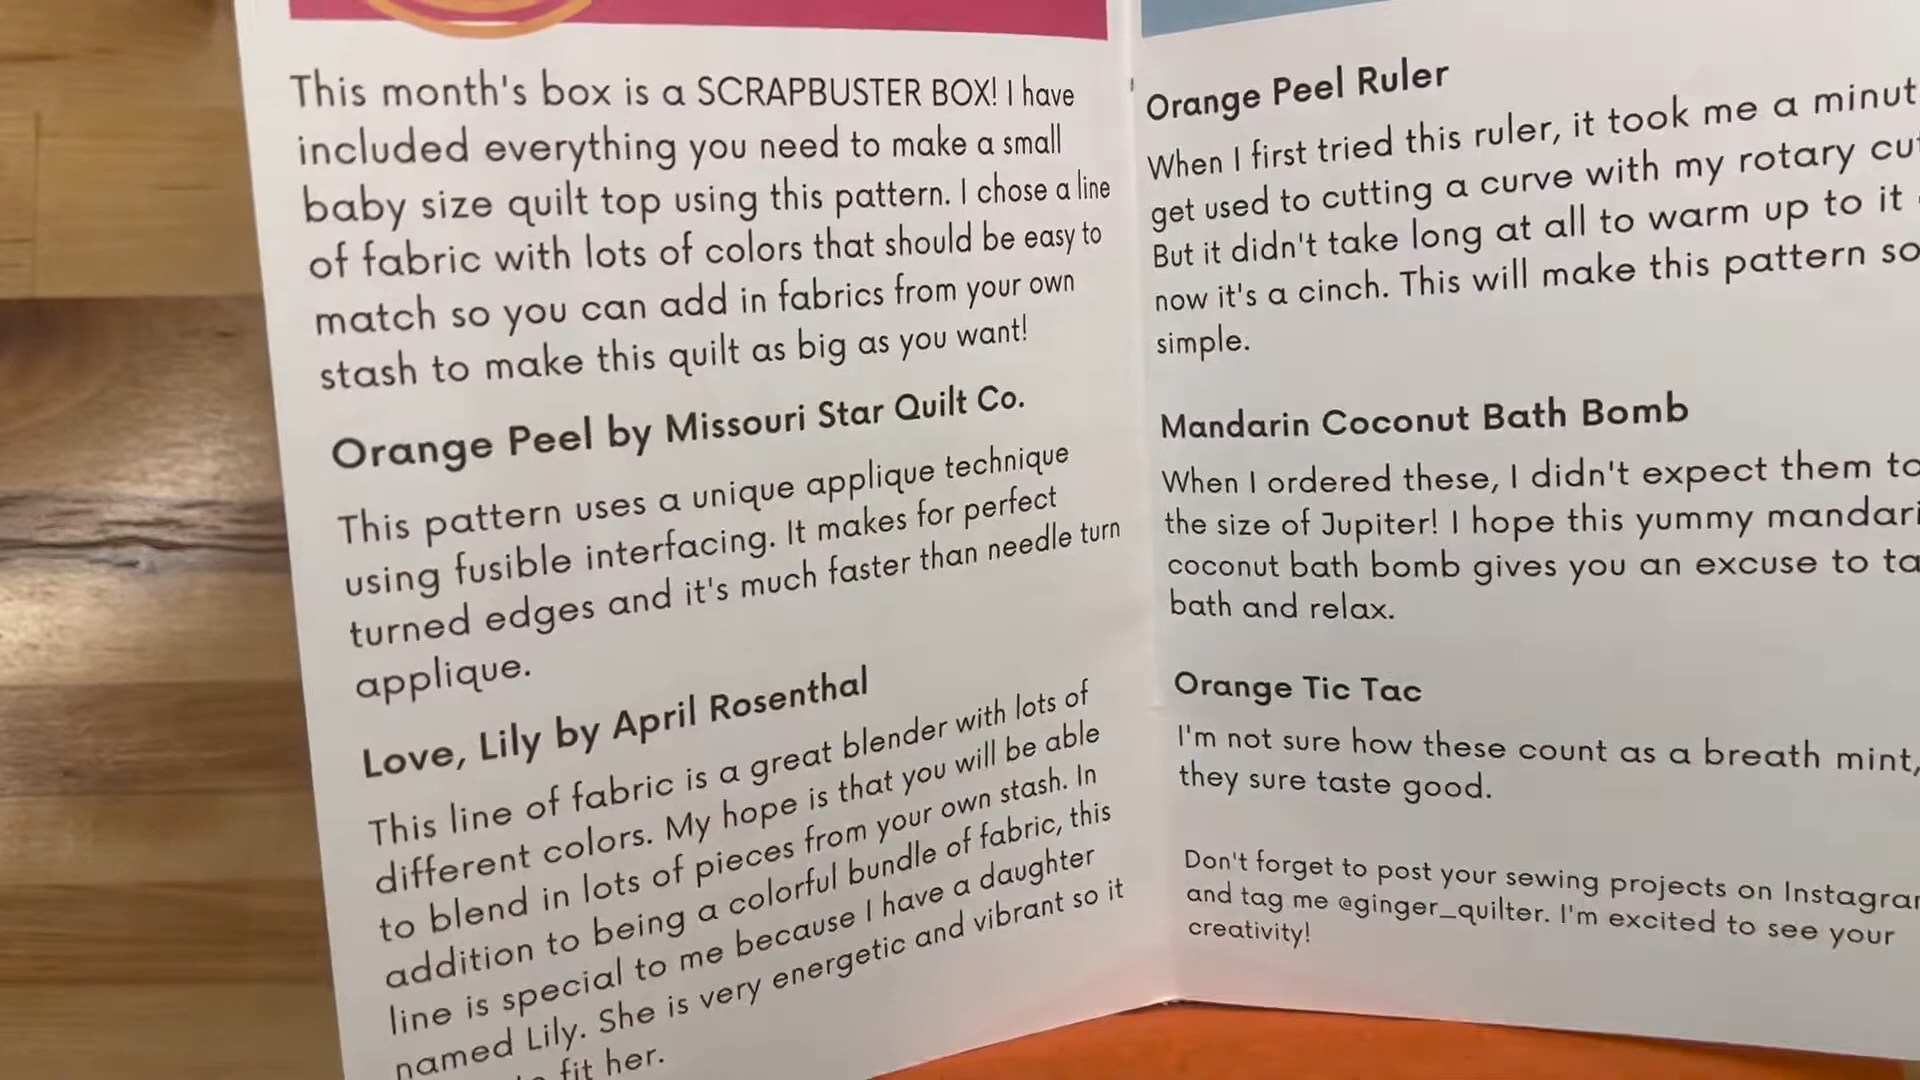 This month's box is a SCRAPBUSTER BOX! I have
included everything you need to make a small
baby size quilt top using this pattern. I chose a line
of fabric with lots of colors that should be easy to
match so you can add in fabrics from your own
stash to make this quilt as big as you want!
Orange Peel by Missouri Star Quilt Co.
This pattern uses a unique applique technique
using fusible interfacing. It makes for perfect
turned edges and it's much faster than needle turn
applique.
Love, Lily by April Rosenthal
This line of fabric is a great blender with lots of
different colors. My hope is that you will be able
to blend in lots of pieces from your own stash. In
addition to being a colorful bundle of fabric, this
line is special to me because I have a daughter
named Lily. She is very energetic and vibrant so it
fit her.
Orange Peel Ruler
When I first tried this ruler, it took me a minut
get used to cutting a curve with my rotary cut
But it didn't take long at all to warm up to it
now it's a cinch. This will make this pattern so
simple.
Mandarin Coconut Bath Bomb
When I ordered these, I didn't expect them to
the size of Jupiter! I hope this yummy mandari
coconut bath bomb gives you an excuse to ta
bath and relax.
Orange Tic Tac
I'm not sure how these count as a breath mint,
they sure taste good.
Don't forget to post your sewing projects on Instagram
and tag me @ginger_quilter. I'm excited to see your
creativity!